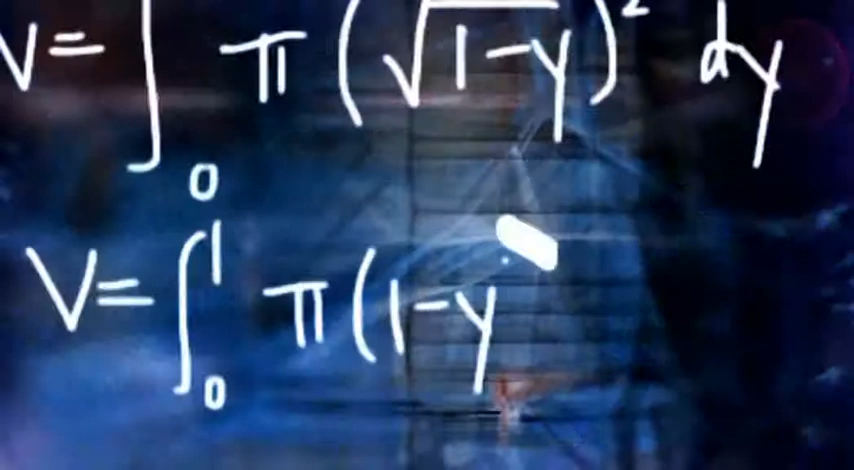 V = ∫₀ π (√(1-y))² dy
V = ∫₀¹ π (1-y